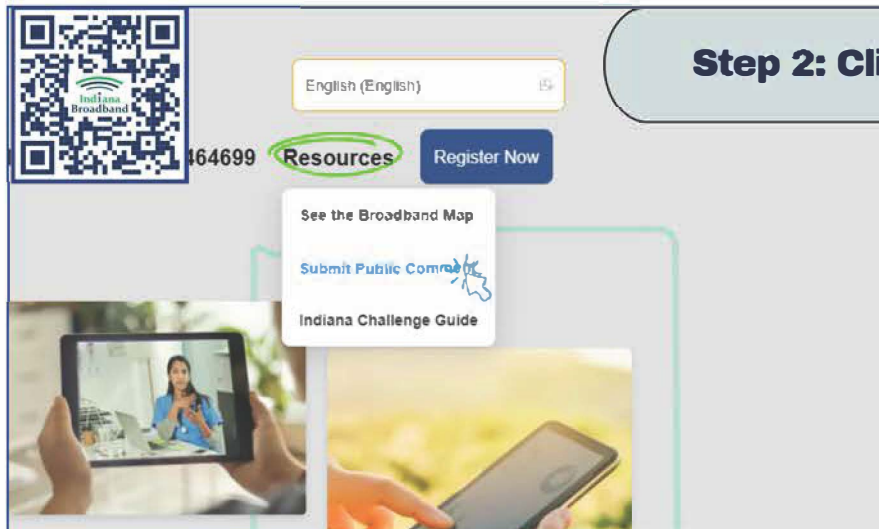 Indiana
Broadband
English (English)
Step 2: Cli
464699
Resources
Register Now
See the Broadband Map
Submit Public Comment
Indiana Challenge Guide